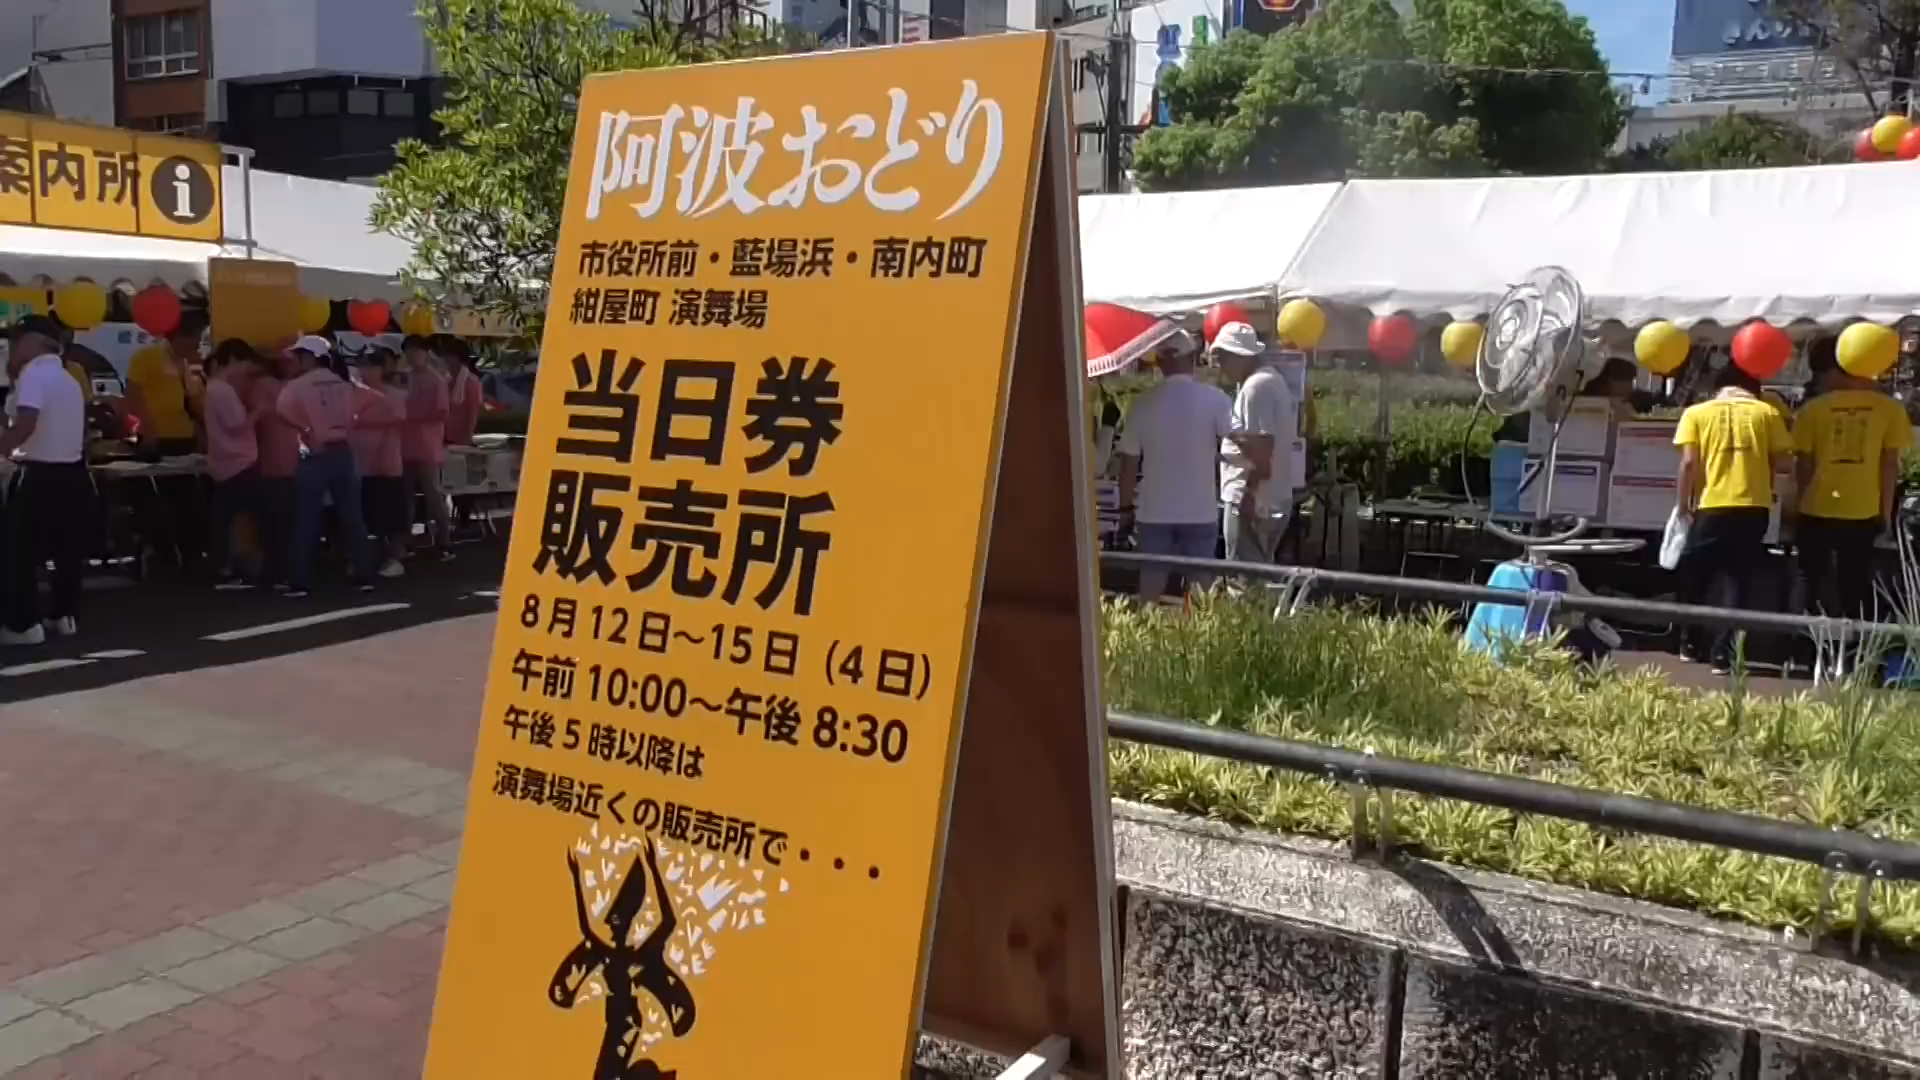 阿波おどり
市役所前・藍場浜・南内町
紺屋町 演舞場
当日券
販売所
8月12日～15日（4日）
午前10:00～午後8:30
午後5時以降は
演舞場近くの販売所で・・・
案内所
i